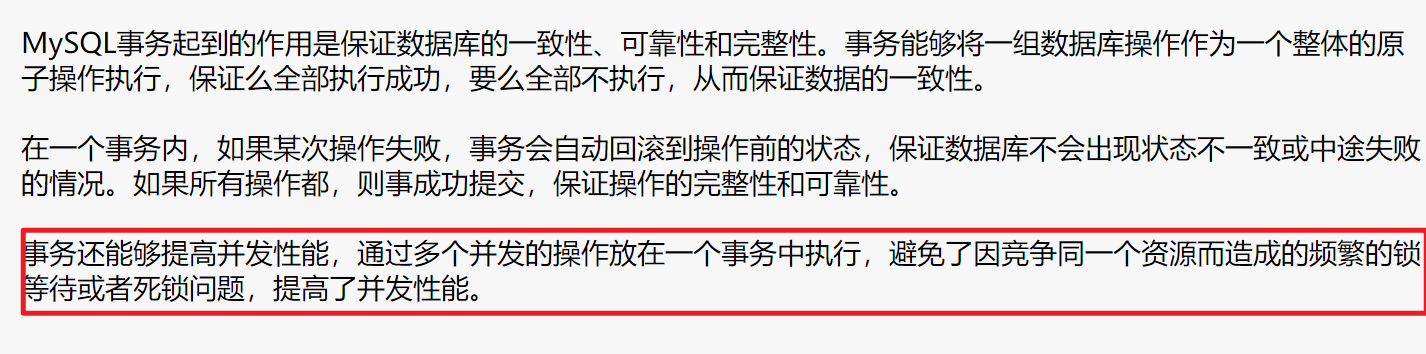 MySQL事务起到的作用是保证数据库的一致性、可靠性和完整性。事务能够将一组数据库操作作为一个整体的原
子操作执行，保证么全部执行成功，要么全部不执行，从而保证数据的一致性。
在一个事务内，如果某次操作失败，事务会自动回滚到操作前的状态，保证数据库不会出现状态不一致或中途失败
的情况。如果所有操作都，则事成功提交，保证操作的完整性和可靠性。
事务还能够提高并发性能，通过多个并发的操作放在一个事务中执行，避免了因竞争同一个资源而造成的频繁的锁
等待或者死锁问题，提高了并发性能。